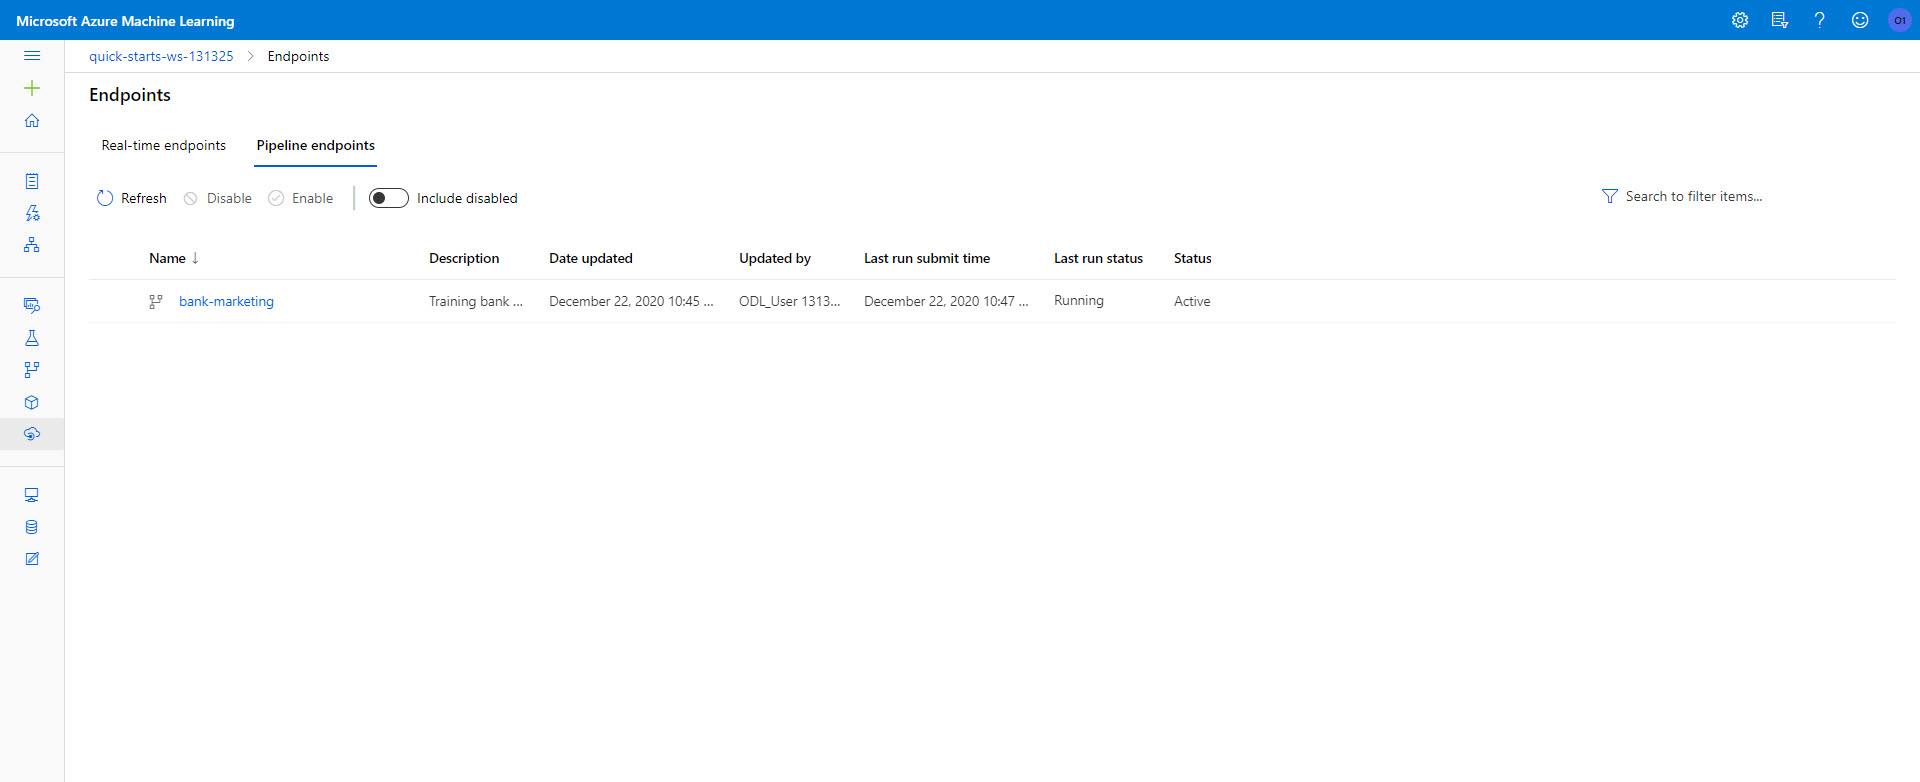 Microsoft Azure Machine Learning
O1
quick-starts-ws-131325 > Endpoints
Endpoints
Real-time endpoints Pipeline endpoints
Refresh Disable Enable Include disabled Search to filter items...
Name ↓ Description Date updated Updated by Last run submit time Last run status Status
bank-marketing Training bank ... December 22, 2020 10:45 ... ODL_User 1313... December 22, 2020 10:47 ... Running Active